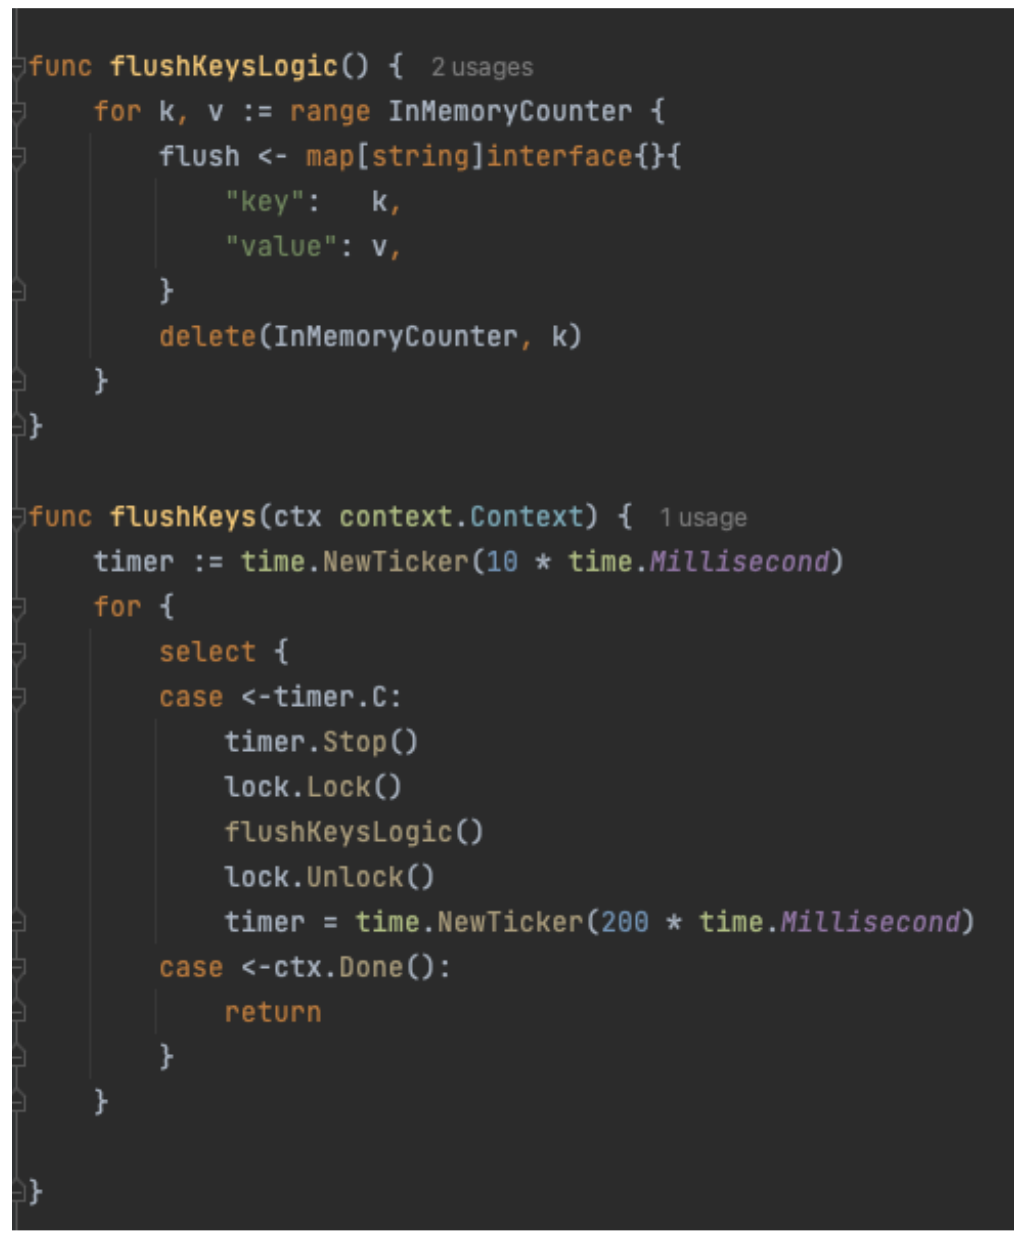 func flushKeysLogic() { 2 usages
    for k, v := range InMemoryCounter {
        flush <- map[string]interface{}{
            "key":   k,
            "value": v,
        }
        delete(InMemoryCounter, k)
    }
}
func flushKeys(ctx context.Context) { 1 usage
    timer := time.NewTicker(10 * time.Millisecond)
    for {
        select {
        case <-timer.C:
            timer.Stop()
            lock.Lock()
            flushKeysLogic()
            lock.Unlock()
            timer = time.NewTicker(200 * time.Millisecond)
        case <-ctx.Done():
            return
        }
    }
}